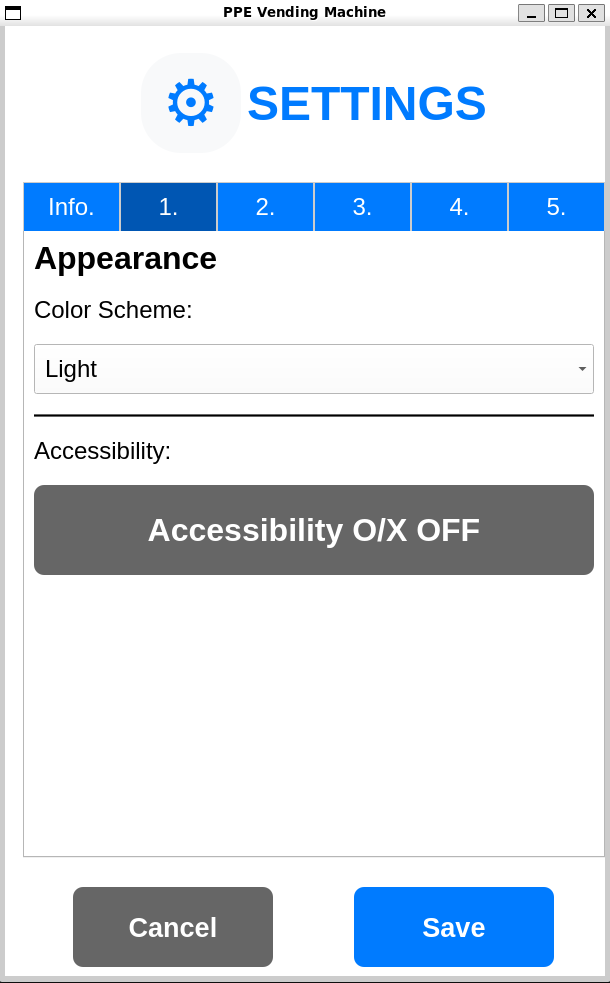 PPE Vending Machine
SETTINGS
Info. 1. 2. 3. 4. 5.
Appearance
Color Scheme:
Light
Accessibility:
Accessibility O/X OFF
Cancel Save